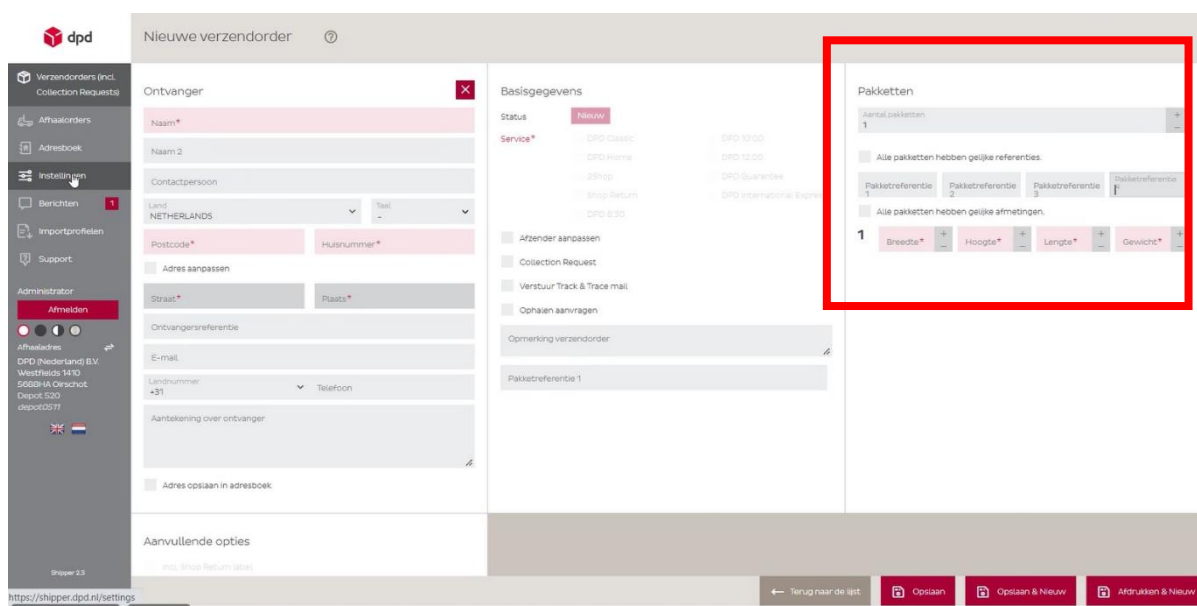 dpd
Nieuwe verzendorder
?
Verzendorders (incl.
Collection Requests)
Afhaalorders
Adresboek
Instellingen
Berichten 1
Importprofielen
Support
Administrator
Afmelden
Afhaaladres
DPD (Nederland) B.V.
Westfields 1410
5688HA Oirschot
Depot 520
depot0511
Shipper 2.3
https://shipper.dpd.nl/settings
Ontvanger
Naam*
Naam 2
Contactpersoon
Land Taal
NETHERLANDS -
Postcode* Huisnummer*
Adres aanpassen
Straat* Plaats*
Ontvangersreferentie
E-mail
Landnummer
+31 Telefoon
Aantekening over ontvanger
Adres opslaan in adresboek
Aanvullende opties
incl. Shop Return label
Basisgegevens
Status Nieuw
Service* DPD Classic DPD 10:00
DPD Home DPD 12:00
2Shop DPD Guarantee
Shop Return DPD International Express
DPD 8:30
Afzender aanpassen
Collection Request
Verstuur Track & Trace mail
Ophalen aanvragen
Opmerking verzendorder
Pakketreferentie 1
Pakketten
Aantal pakketten
1 + -
Alle pakketten hebben gelijke referenties.
Pakketreferentie Pakketreferentie Pakketreferentie Pakketreferentie
1 2 3
Alle pakketten hebben gelijke afmetingen.
1 Breedte* + - Hoogte* + - Lengte* + - Gewicht* + -
← Terug naar de lijst Opslaan Opslaan & Nieuw Afdrukken & Nieuw